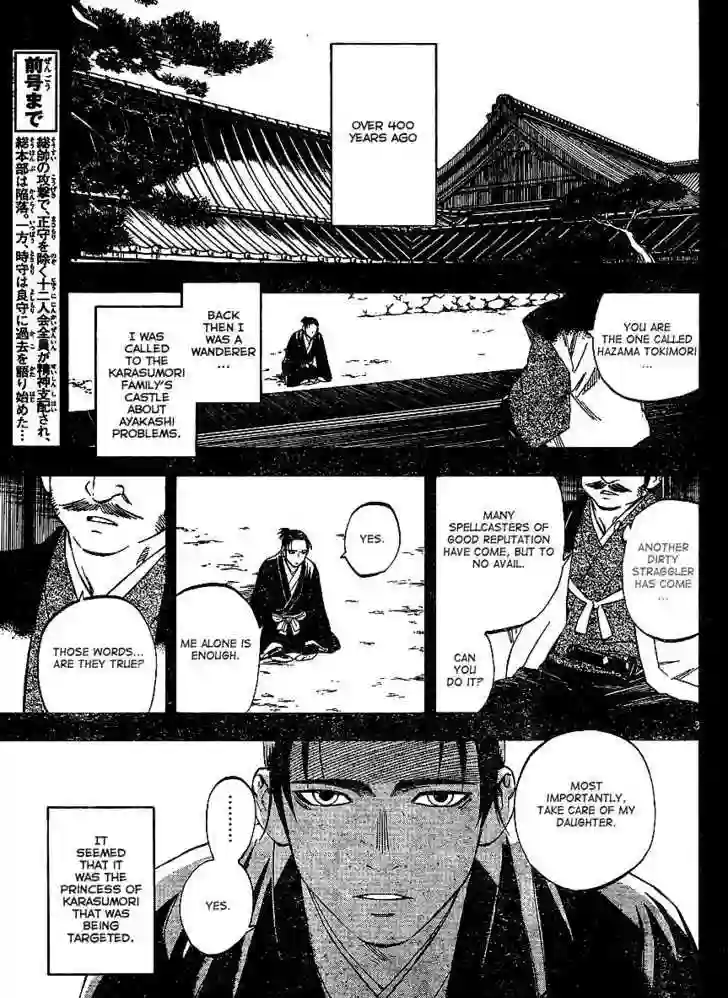 OVER 400
YEARS AGO
前号まで
総師の攻撃で、正守を除く十二人会全員が精神支配され、
総本部は陥落。一方、時守は良守に過去を語り始めた…
YOU ARE
THE ONE CALLED
HAZAMA TOKIMORI
...
BACK
THEN I
WAS A
WANDERER ...
I WAS
CALLED
TO THE
KARASUMORI
FAMILY'S
CASTLE
ABOUT
AYAKASHI
PROBLEMS.
ANOTHER
DIRTY
STRAGGLER
HAS COME
...
MANY
SPELLCASTERS OF
GOOD REPUTATION
HAVE COME, BUT TO
NO AVAIL.
CAN
YOU
DO IT?
YES.
ME ALONE IS
ENOUGH.
THOSE WORDS...
ARE THEY TRUE?
MOST
IMPORTANTLY,
TAKE CARE OF MY
DAUGHTER.
......
YES.
IT
SEEMED THAT
IT WAS THE
PRINCESS OF
KARASUMORI
THAT WAS
BEING
TARGETED.